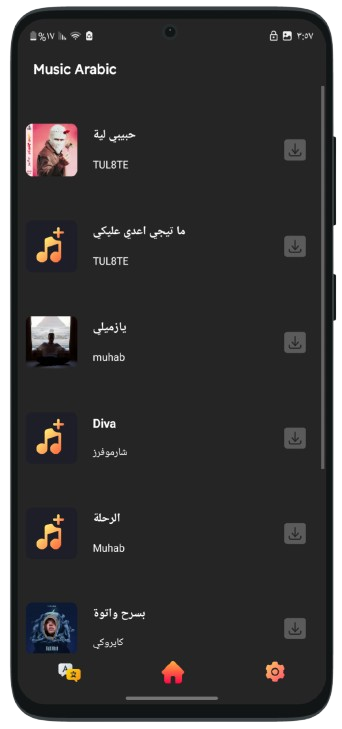 %١٧
٣:٥٧
Music Arabic
حبيبي لية
TUL8TE
ما تيجي اعدي عليكي
TUL8TE
يازميلي
muhab
Diva
شارموفرز
الرحلة
Muhab
بسرح واتوة
كايروكي
A